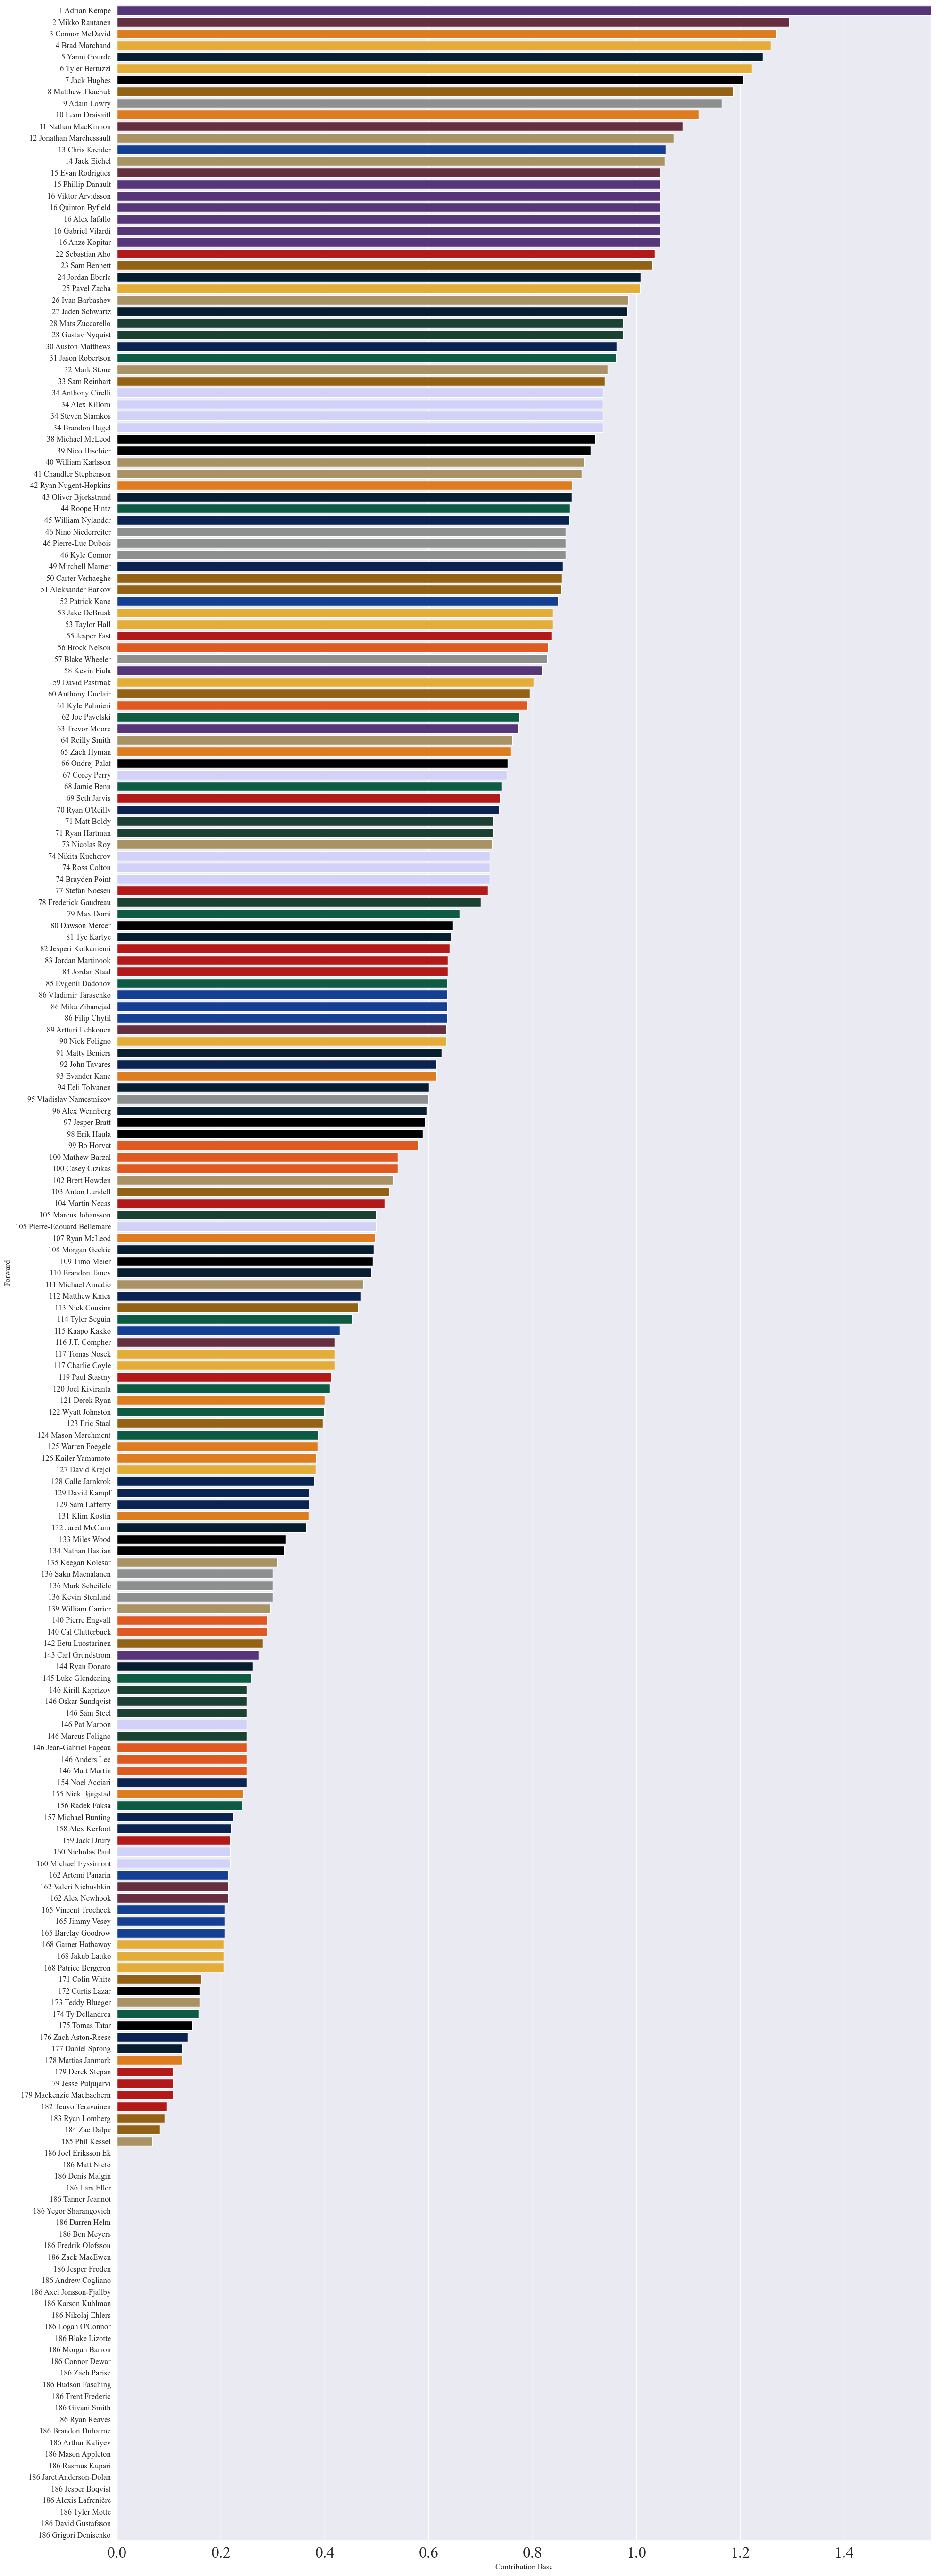 1 Adrian Kempe
2 Mikko Rantanen
3 Connor McDavid
4 Brad Marchand
5 Yanni Gourde
6 Tyler Bertuzzi
7 Jack Hughes
8 Matthew Tkachuk
9 Adam Lowry
10 Leon Draisaitl
11 Nathan MacKinnon
12 Jonathan Marchessault
13 Chris Kreider
14 Jack Eichel
15 Evan Rodrigues
16 Phillip Danault
16 Viktor Arvidsson
16 Quinton Byfield
16 Alex Iafallo
16 Gabriel Vilardi
16 Anze Kopitar
22 Sebastian Aho
23 Sam Bennett
24 Jordan Eberle
25 Pavel Zacha
26 Ivan Barbashev
27 Jaden Schwartz
28 Mats Zuccarello
28 Gustav Nyquist
30 Auston Matthews
31 Jason Robertson
32 Mark Stone
33 Sam Reinhart
34 Anthony Cirelli
34 Alex Killorn
34 Steven Stamkos
34 Brandon Hagel
38 Michael McLeod
39 Nico Hischier
40 William Karlsson
41 Chandler Stephenson
42 Ryan Nugent-Hopkins
43 Oliver Bjorkstrand
44 Roope Hintz
45 William Nylander
46 Nino Niederreiter
46 Pierre-Luc Dubois
46 Kyle Connor
49 Mitchell Marner
50 Carter Verhaeghe
51 Aleksander Barkov
52 Patrick Kane
53 Jake DeBrusk
53 Taylor Hall
55 Jesper Fast
56 Brock Nelson
57 Blake Wheeler
58 Kevin Fiala
59 David Pastrnak
60 Anthony Duclair
61 Kyle Palmieri
62 Joe Pavelski
63 Trevor Moore
64 Reilly Smith
65 Zach Hyman
66 Ondrej Palat
67 Corey Perry
68 Jamie Benn
69 Seth Jarvis
70 Ryan O'Reilly
71 Matt Boldy
71 Ryan Hartman
73 Nicolas Roy
74 Nikita Kucherov
74 Ross Colton
74 Brayden Point
77 Stefan Noesen
78 Frederick Gaudreau
79 Max Domi
80 Dawson Mercer
81 Tye Kartye
82 Jesperi Kotkaniemi
83 Jordan Martinook
84 Jordan Staal
85 Evgenii Dadonov
86 Vladimir Tarasenko
86 Mika Zibanejad
86 Filip Chytil
89 Artturi Lehkonen
90 Nick Foligno
91 Matty Beniers
92 John Tavares
93 Evander Kane
94 Eeli Tolvanen
95 Vladislav Namestnikov
96 Alex Wennberg
97 Jesper Bratt
98 Erik Haula
99 Bo Horvat
100 Mathew Barzal
100 Casey Cizikas
102 Brett Howden
103 Anton Lundell
104 Martin Necas
105 Marcus Johansson
105 Pierre-Edouard Bellemare
107 Ryan McLeod
108 Morgan Geekie
109 Timo Meier
110 Brandon Tanev
111 Michael Amadio
112 Matthew Knies
113 Nick Cousins
114 Tyler Seguin
115 Kaapo Kakko
116 J.T. Compher
117 Tomas Nosek
117 Charlie Coyle
119 Paul Stastny
120 Joel Kiviranta
121 Derek Ryan
122 Wyatt Johnston
123 Eric Staal
124 Mason Marchment
125 Warren Foegele
126 Kailer Yamamoto
127 David Krejci
128 Calle Jarnkrok
129 David Kampf
129 Sam Lafferty
131 Klim Kostin
132 Jared McCann
133 Miles Wood
134 Nathan Bastian
135 Keegan Kolesar
136 Saku Maenalanen
136 Mark Scheifele
136 Kevin Stenlund
139 William Carrier
140 Pierre Engvall
140 Cal Clutterbuck
142 Eetu Luostarinen
143 Carl Grundstrom
144 Ryan Donato
145 Luke Glendening
146 Kirill Kaprizov
146 Oskar Sundqvist
146 Sam Steel
146 Pat Maroon
146 Marcus Foligno
146 Jean-Gabriel Pageau
146 Anders Lee
146 Matt Martin
154 Noel Acciari
155 Nick Bjugstad
156 Radek Faksa
157 Michael Bunting
158 Alex Kerfoot
159 Jack Drury
160 Nicholas Paul
160 Michael Eyssimont
162 Artemi Panarin
162 Valeri Nichushkin
162 Alex Newhook
165 Vincent Trocheck
165 Jimmy Vesey
165 Barclay Goodrow
168 Garnet Hathaway
168 Jakub Lauko
168 Patrice Bergeron
171 Colin White
172 Curtis Lazar
173 Teddy Blueger
174 Ty Dellandrea
175 Tomas Tatar
176 Zach Aston-Reese
177 Daniel Sprong
178 Mattias Janmark
179 Derek Stepan
179 Jesse Puljujarvi
179 Mackenzie MacEachern
182 Teuvo Teravainen
183 Ryan Lomberg
184 Zac Dalpe
185 Phil Kessel
186 Joel Eriksson Ek
186 Matt Nieto
186 Denis Malgin
186 Lars Eller
186 Tanner Jeannot
186 Yegor Sharangovich
186 Darren Helm
186 Ben Meyers
186 Fredrik Olofsson
186 Zack MacEwen
186 Jesper Froden
186 Andrew Cogliano
186 Axel Jonsson-Fjallby
186 Karson Kuhlman
186 Nikolaj Ehlers
186 Logan O'Connor
186 Blake Lizotte
186 Morgan Barron
186 Connor Dewar
186 Zach Parise
186 Hudson Fasching
186 Trent Frederic
186 Givani Smith
186 Ryan Reaves
186 Brandon Duhaime
186 Arthur Kaliyev
186 Mason Appleton
186 Rasmus Kupari
186 Jaret Anderson-Dolan
186 Jesper Boqvist
186 Alexis Lafrenière
186 Tyler Motte
186 David Gustafsson
186 Grigori Denisenko
Forward
0.0 0.2 0.4 0.6 0.8 1.0 1.2 1.4
Contribution Base